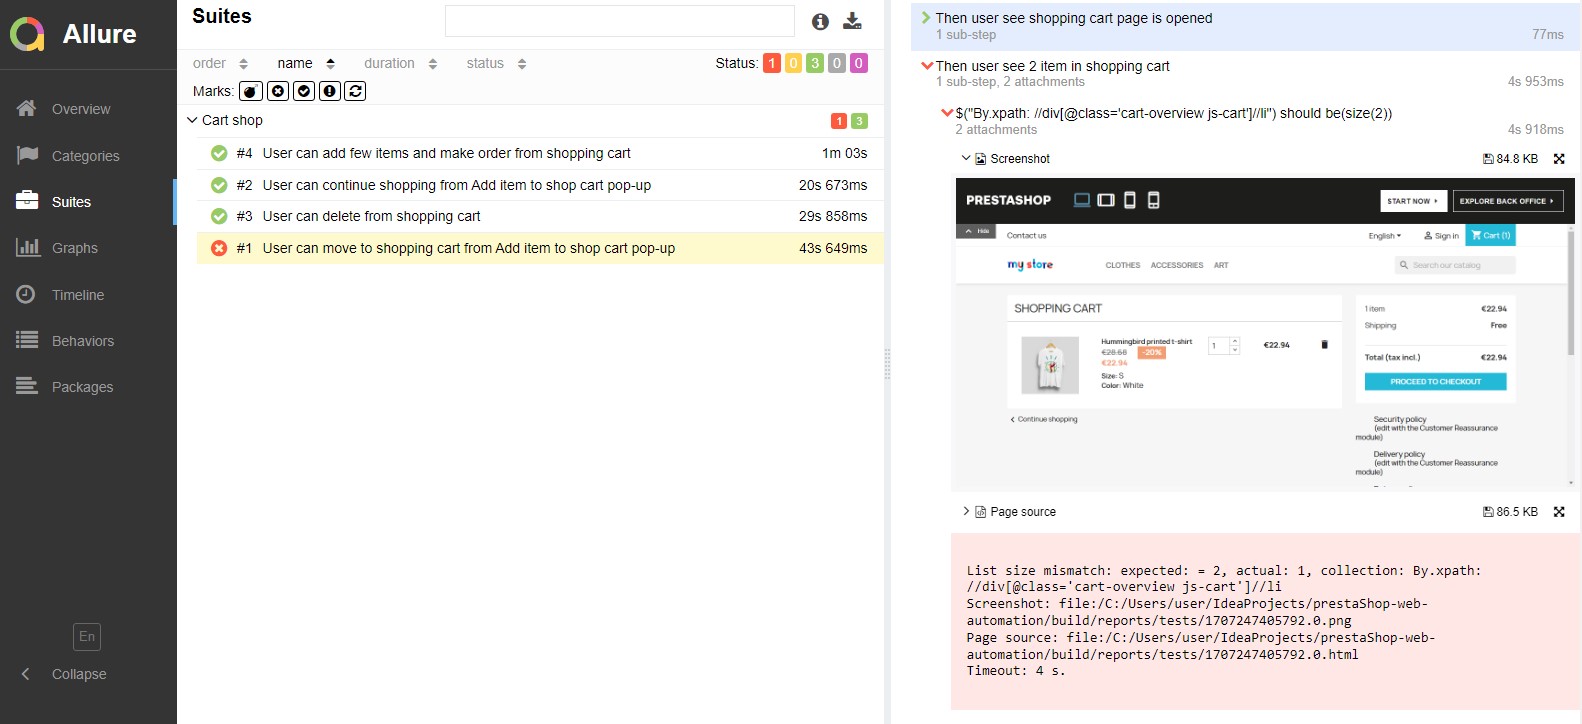 Allure
Overview
Categories
Suites
Graphs
Timeline
Behaviors
Packages
En
Collapse
Suites
order name duration status Status: 1 0 3 0 0
Marks:
Cart shop 1 3
#4 User can add few items and make order from shopping cart 1m 03s
#2 User can continue shopping from Add item to shop cart pop-up 20s 673ms
#3 User can delete from shopping cart 29s 858ms
#1 User can move to shopping cart from Add item to shop cart pop-up 43s 649ms
Then user see shopping cart page is opened
1 sub-step 77ms
Then user see 2 item in shopping cart
1 sub-step, 2 attachments 4s 953ms
$("By.xpath: //div[@class='cart-overview js-cart']//li") should be(size(2))
2 attachments 4s 918ms
Screenshot 84.8 KB
PRESTASHOP START NOW EXPLORE BACK OFFICE
Hide Contact us English Sign in Cart (1)
my store CLOTHES ACCESSORIES ART Search our catalog
SHOPPING CART
Hummingbird printed t-shirt
€28.68 -20%
€22.94
Size: S
Color: White
1 €22.94
Continue shopping
1 item €22.94
Shipping Free
Total (tax incl.) €22.94
PROCEED TO CHECKOUT
Security policy
(edit with the Customer Reassurance
module)
Delivery policy
(edit with the Customer Reassurance
module)
Page source 86.5 KB
List size mismatch: expected: = 2, actual: 1, collection: By.xpath:
//div[@class='cart-overview js-cart']//li
Screenshot: file:/C:/Users/user/IdeaProjects/prestaShop-web-
automation/build/reports/tests/1707247405792.0.png
Page source: file:/C:/Users/user/IdeaProjects/prestaShop-web-
automation/build/reports/tests/1707247405792.0.html
Timeout: 4 s.